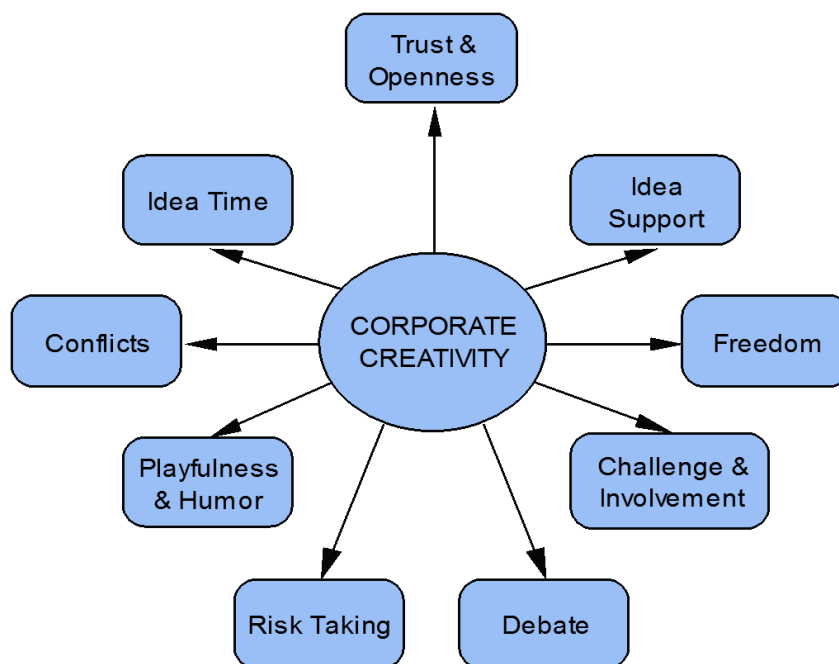 Trust &
Openness
Idea Time
Idea
Support
CORPORATE
CREATIVITY
Conflicts
Freedom
Playfulness
& Humor
Challenge &
Involvement
Risk Taking
Debate